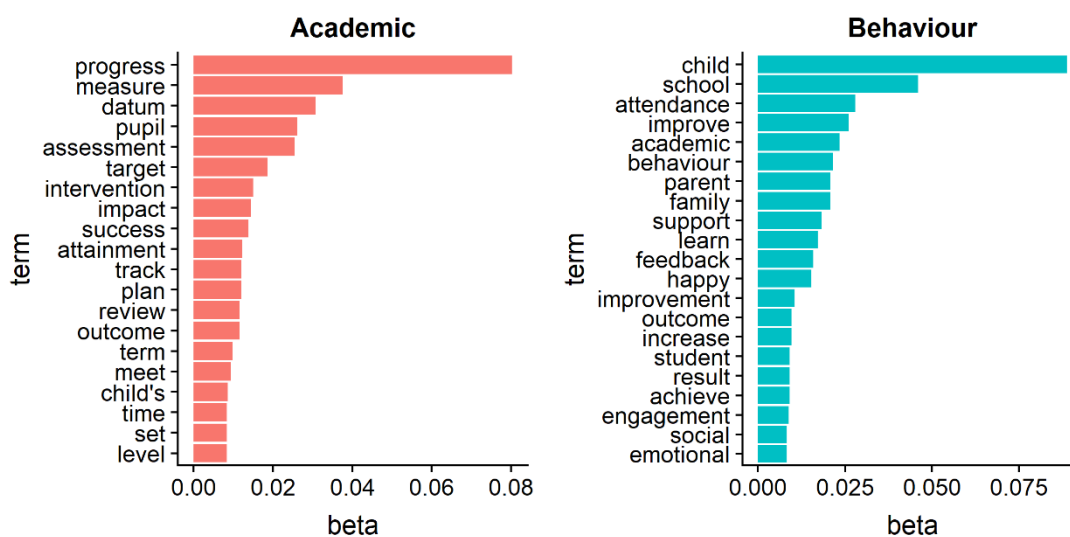 Academic
term
progress
measure
datum
pupil
assessment
target
intervention
impact
success
attainment
track
plan
review
outcome
term
meet
child's
time
set
level
0.00 0.02 0.04 0.06 0.08
beta
Behaviour
term
child
school
attendance
improve
academic
behaviour
parent
family
support
learn
feedback
happy
improvement
outcome
increase
student
result
achieve
engagement
social
emotional
0.000 0.025 0.050 0.075
beta